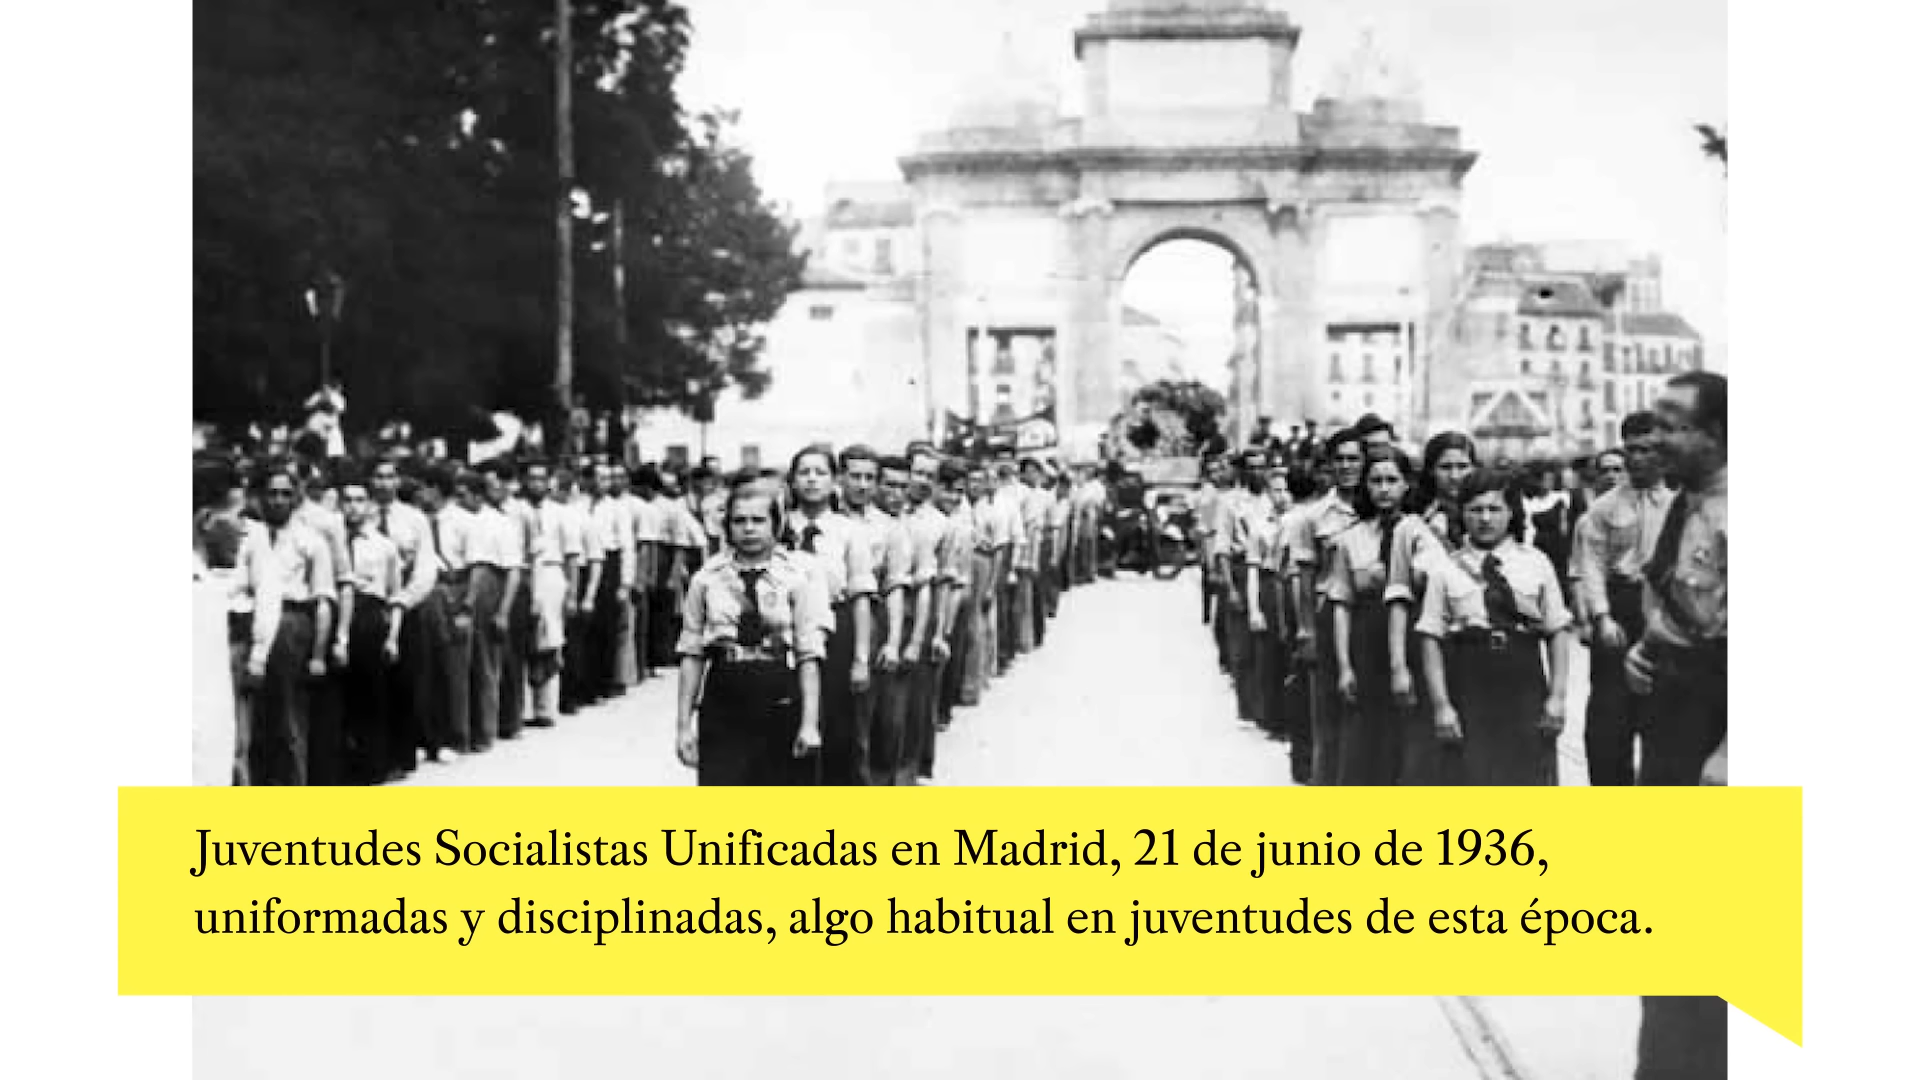 Juventudes Socialistas Unificadas en Madrid, 21 de junio de 1936,
uniformadas y disciplinadas, algo habitual en juventudes de esta época.